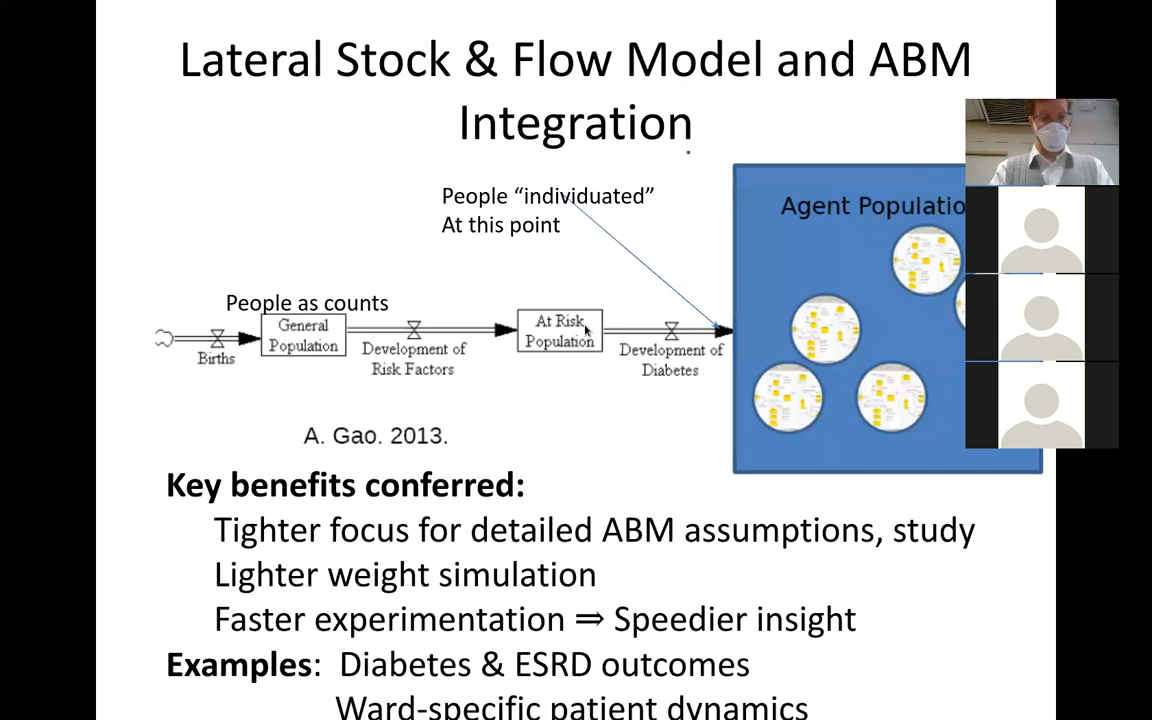 Lateral Stock & Flow Model and ABM
Integration
People “individuated”
At this point
Agent Populatio
People as counts
General
Population
At Risk
Population
Births
Development of
Risk Factors
Development of
Diabetes
A. Gao. 2013.
Key benefits conferred:
Tighter focus for detailed ABM assumptions, study
Lighter weight simulation
Faster experimentation ⇒ Speedier insight
Examples: Diabetes & ESRD outcomes
Ward-specific patient dynamics